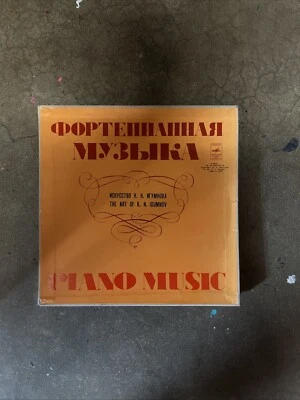 ФОРТЕПИАННАЯ
МУЗЫКА
ИСКУССТВО К. Н. ИГУМНОВА
THE ART OF K. N. IGUMNOV
PIANO MUSIC